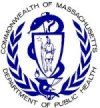 COMMONWEALTH OF MASSACHUSETTS
DEPARTMENT OF PUBLIC HEALTH